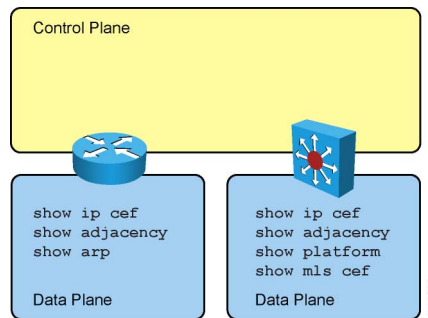 Control Plane
show ip cef
show adjacency
show arp
Data Plane
show ip cef
show adjacency
show platform
show mls cef
Data Plane